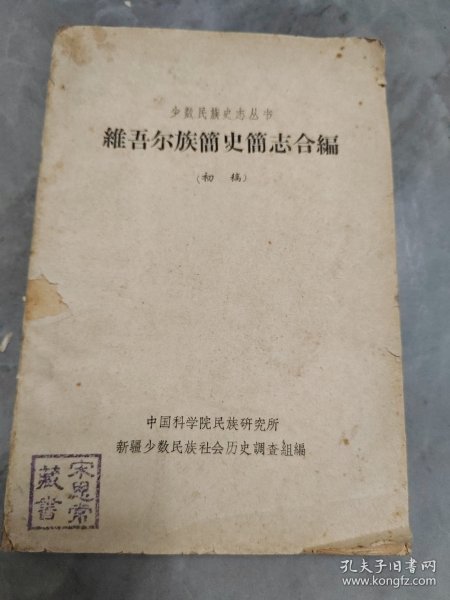 少数民族史志丛书
維吾尔族簡史簡志合編
(初 稿)
中国科学院民族研究所
新疆少数民族社会历史調查組編
宋思常
藏書
孔夫子旧书网
www.kongfz.com